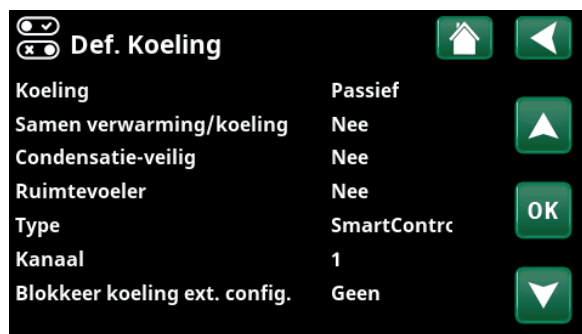 Def. Koeling
Koeling Passief
Samen verwarming/koeling Nee
Condensatie-veilig Nee
Ruimtevoeler Nee
Type SmartContrc
Kanaal 1
Blokkeer koeling ext. config. Geen
OK